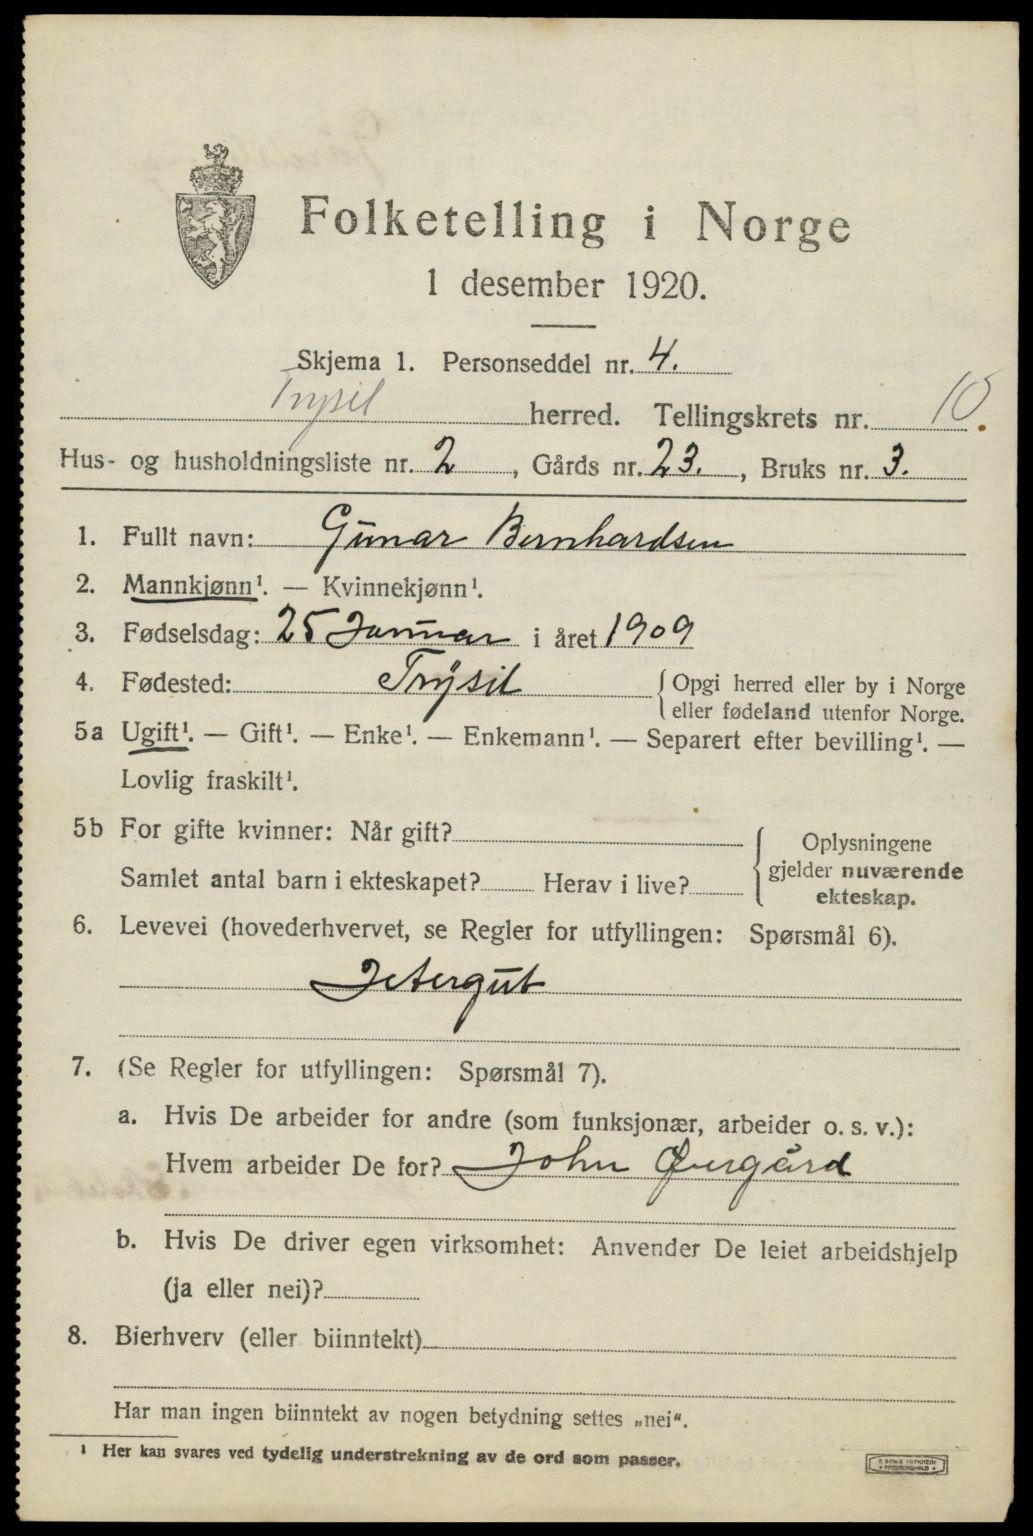 Folketelling i Norge
1 desember 1920.
Skjema 1. Personseddel nr. 4.
Trysil herred. Tellingskrets nr. 10.
Hus- og husholdningsliste nr. 2, Gårds nr. 23., Bruks nr. 3.
1. Fullt navn: Gunar Bernhardsen
2. Mannkjønn¹. — Kvinnekjønn¹.
3. Fødselsdag: 25 Januar i året 1909
4. Fødested: Trysil { Opgi herred eller by i Norge
eller fødeland utenfor Norge.
5a Ugift¹. — Gift¹. — Enke¹. — Enkemann¹. — Separert efter bevilling¹. —
Lovlig fraskilt¹.
5b For gifte kvinner: Når gift?
Samlet antal barn i ekteskapet? Herav i live?
{ Oplysningene
gjelder nuværende
ekteskap.
6. Levevei (hovederhvervet, se Regler for utfyllingen: Spørsmål 6).
Jetergut
7. (Se Regler for utfyllingen: Spørsmål 7).
a. Hvis De arbeider for andre (som funksjonær, arbeider o. s. v.):
Hvem arbeider De for? John Øvergård
b. Hvis De driver egen virksomhet: Anvender De leiet arbeidshjelp
(ja eller nei)?
8. Bierhverv (eller biinntekt)
Har man ingen biinntekt av nogen betydning settes „nei“.
¹ Her kan svares ved tydelig understrekning av de ord som passer.